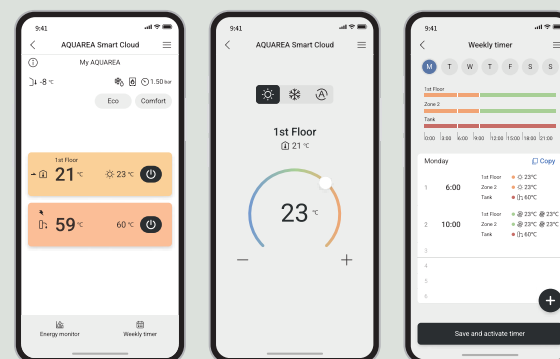 9:41
AQUAREA Smart Cloud
My AQUAREA
-8 °C
1.50 bar
Eco
Comfort
1st Floor
21 °C
23 °C
59 °C
60 °C
Energy monitor
Weekly timer
9:41
AQUAREA Smart Cloud
1st Floor
21 °C
23 °C
9:41
Weekly timer
M T W T F S S
1st Floor
Zone 2
Tank
0:00 3:00 6:00 9:00 12:00 15:00 18:00 21:00
Monday
Copy
1 6:00
1st Floor 23°C
Zone 2 23°C
Tank 60°C
2 10:00
1st Floor 23°C 23°C
Zone 2 23°C 23°C
Tank 60°C
3
4
5
6
Save and activate timer